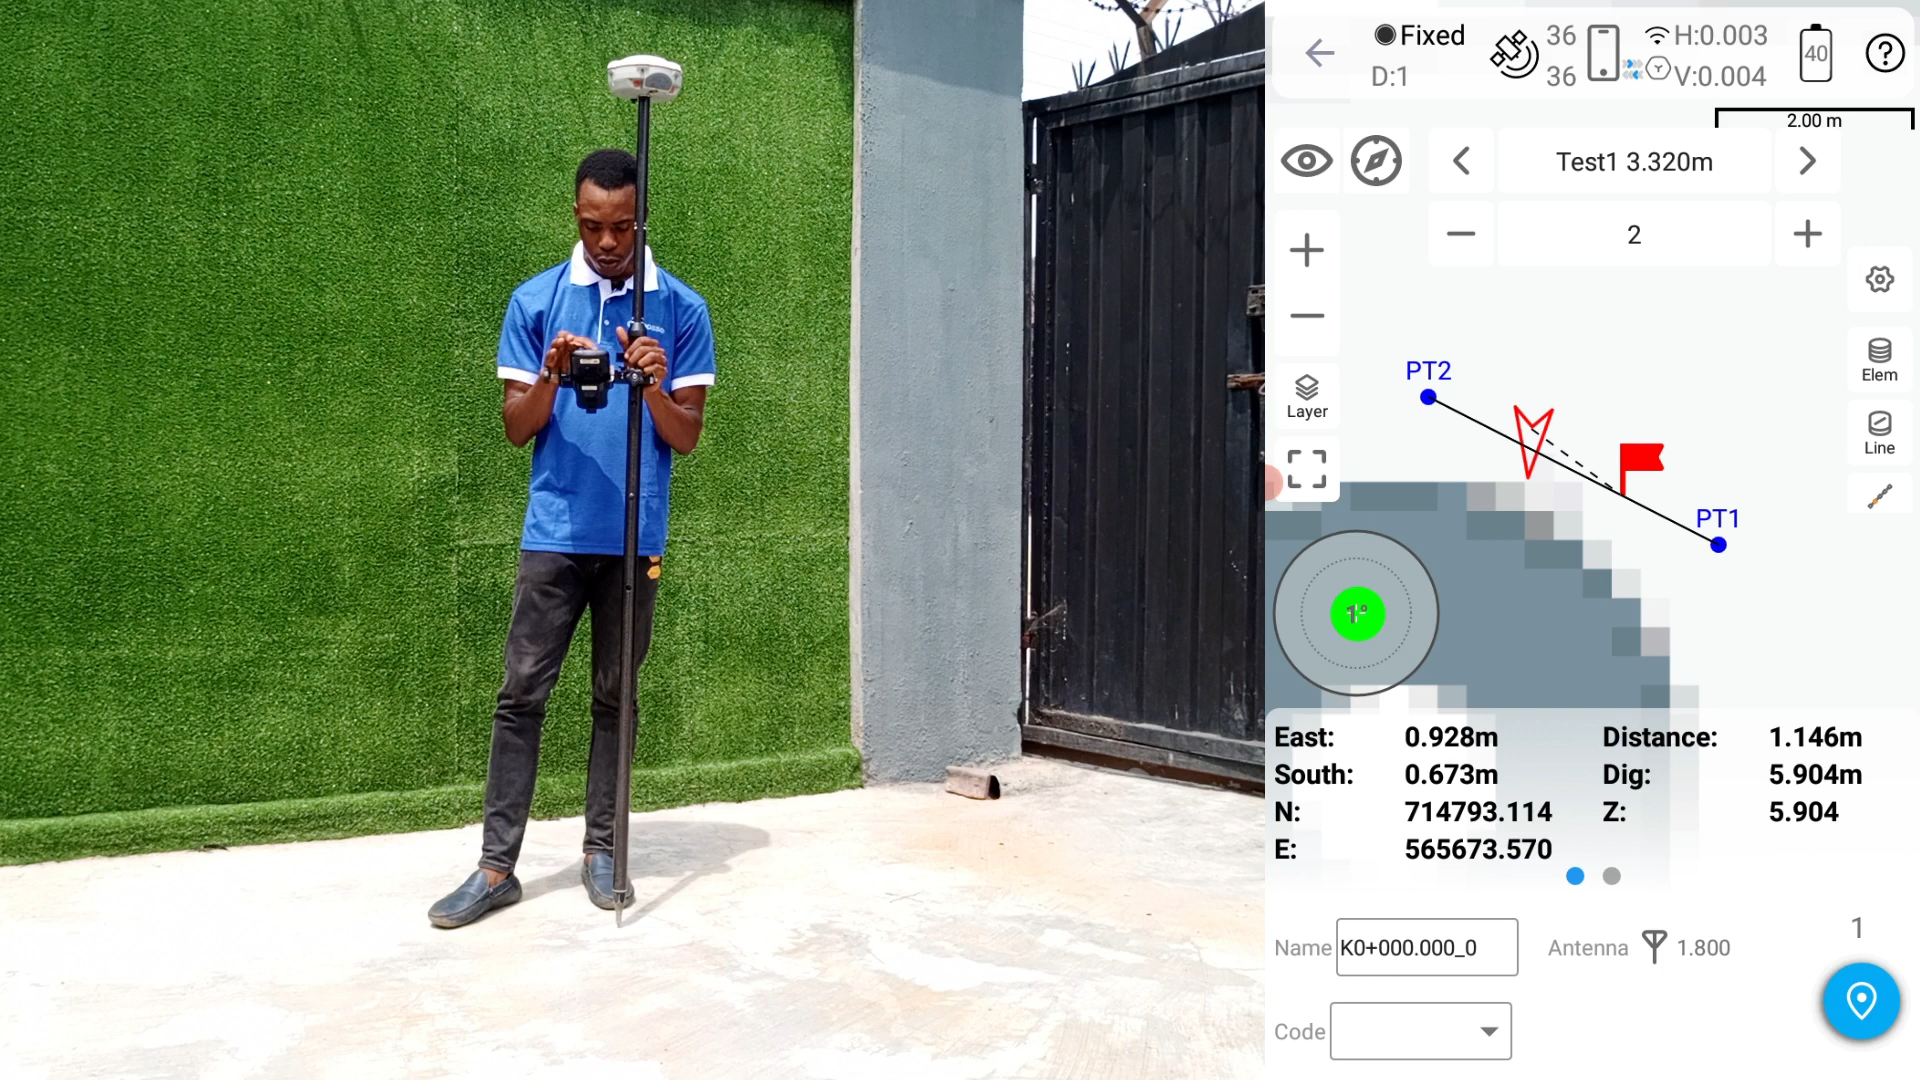 Fixed
D:1
36
36
H:0.003
V:0.004
40
2.00 m
Test1 3.320m
2
Layer
Elem
Line
PT2
PT1
1°
East: 0.928m Distance: 1.146m
South: 0.673m Dig: 5.904m
N: 714793.114 Z: 5.904
E: 565673.570
Name K0+000.000_0 Antenna 1.800
1
Code